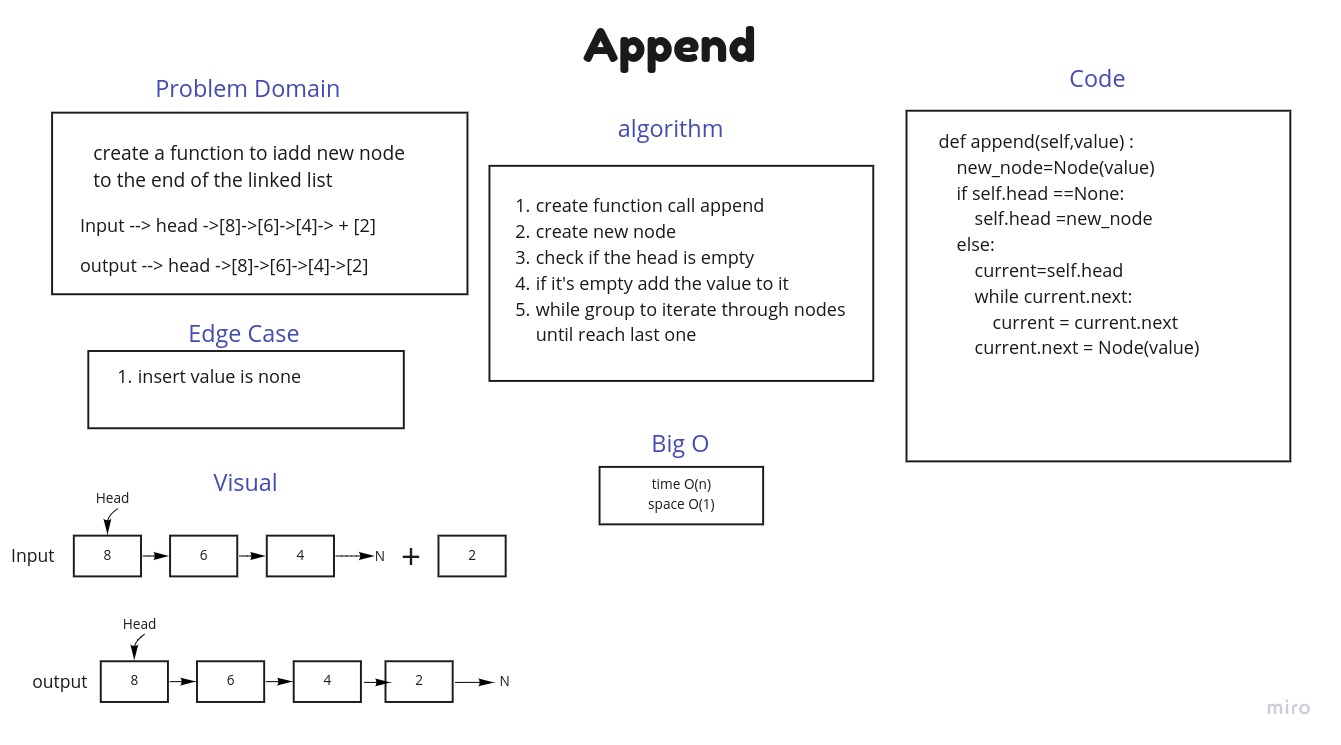 Append
Problem Domain
create a function to iadd new node
to the end of the linked list
Input --> head ->[8]->[6]->[4]-> + [2]
output --> head ->[8]->[6]->[4]->[2]
Edge Case
1. insert value is none
Visual
Head
Input 8 6 4 N + 2
Head
output 8 6 4 2 N
algorithm
1. create function call append
2. create new node
3. check if the head is empty
4. if it's empty add the value to it
5. while group to iterate through nodes
until reach last one
Big O
time O(n)
space O(1)
Code
def append(self,value) :
new_node=Node(value)
if self.head ==None:
self.head =new_node
else:
current=self.head
while current.next:
current = current.next
current.next = Node(value)
miro